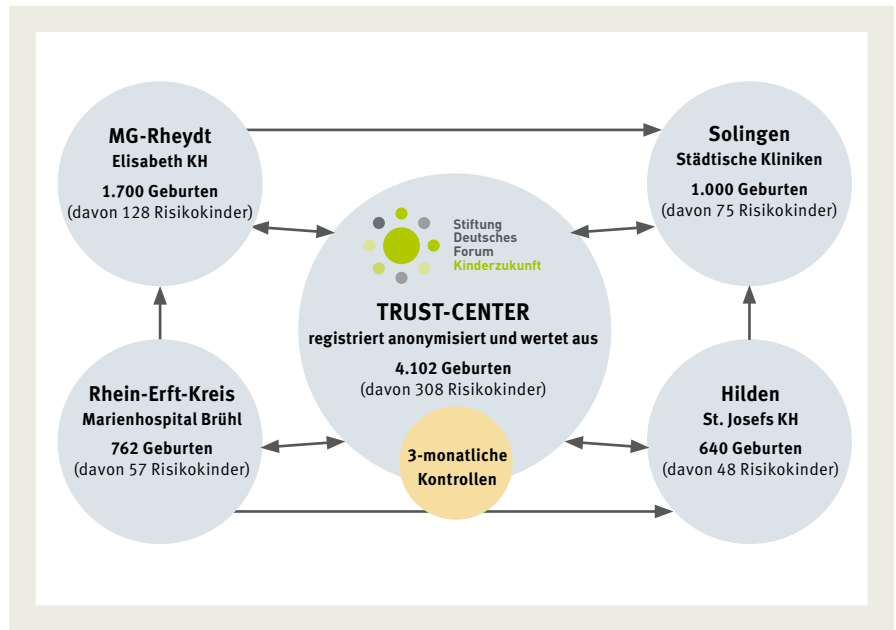 MG-Rheydt
Elisabeth KH
1.700 Geburten
(davon 128 Risikokinder)
Solingen
Städtische Kliniken
1.000 Geburten
(davon 75 Risikokinder)
Stiftung
Deutsches
Forum
Kinderzukunft
TRUST-CENTER
registriert anonymisiert und wertet aus
4.102 Geburten
(davon 308 Risikokinder)
Rhein-Erft-Kreis
Marienhospital Brühl
762 Geburten
(davon 57 Risikokinder)
3-monatliche
Kontrollen
Hilden
St. Josefs KH
640 Geburten
(davon 48 Risikokinder)